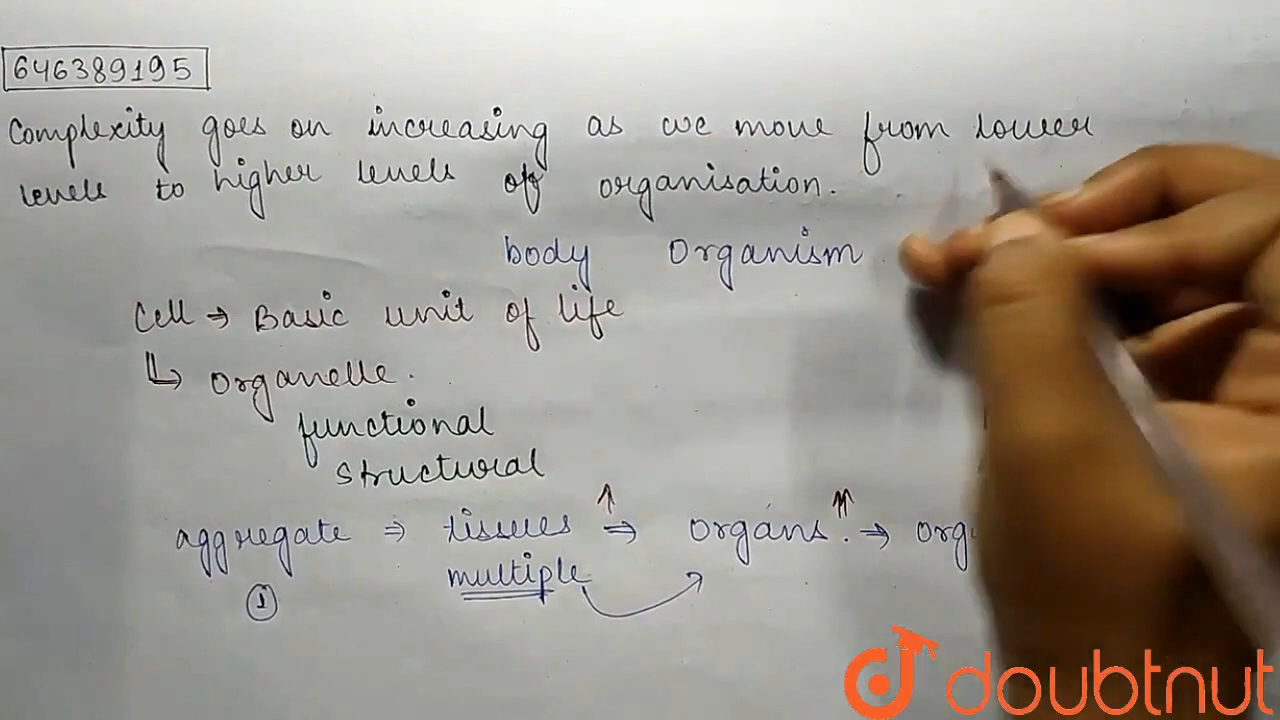 646389195
Complexity goes on increasing as we move from lower
levels to higher levels of organisation.
body organism
Cell → Basic unit of life
↳ organelle.
functional
structural
aggregate ⇒ tissues ↑ ⇒ organs. ⇈ ⇒
multiple
①
doubtnut